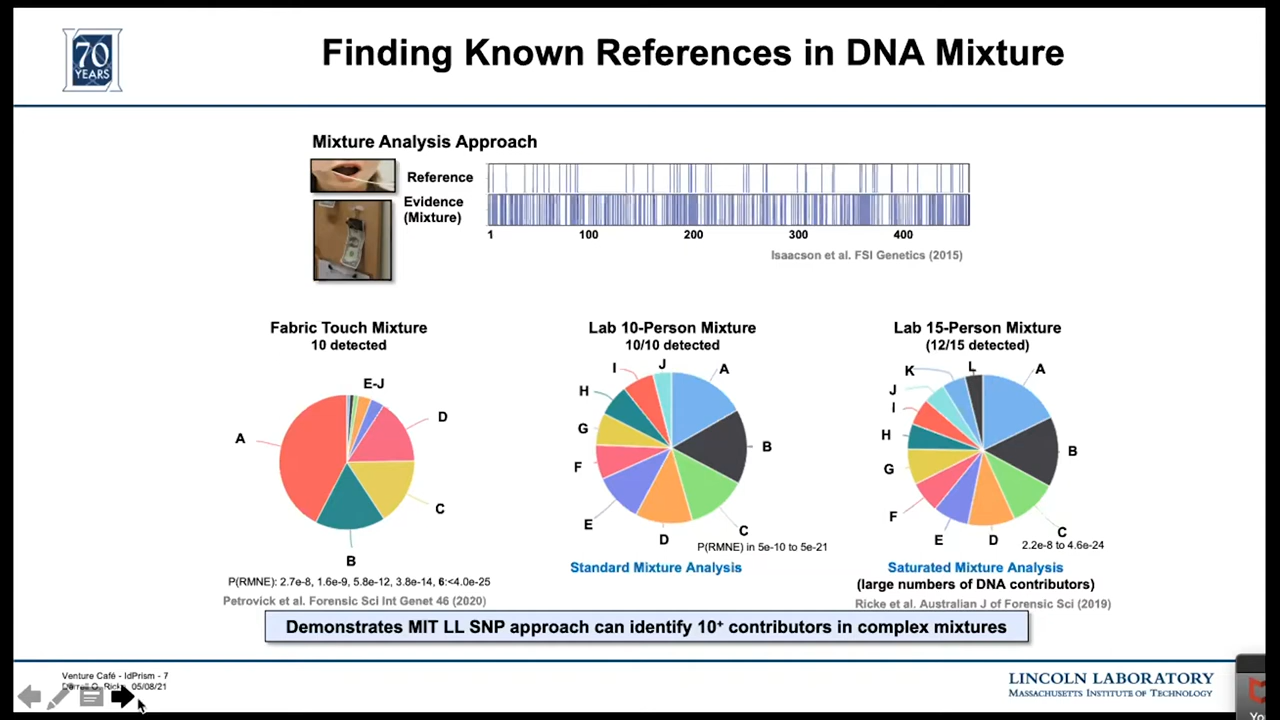 70
YEARS
Finding Known References in DNA Mixture
Mixture Analysis Approach
Reference
Evidence
(Mixture)
1 100 200 300 400
Isaacson et al. FSI Genetics (2015)
Fabric Touch Mixture
10 detected
E-J
D
A
C
B
P(RMNE): 2.7e-8, 1.6e-9, 5.8e-12, 3.8e-14, 6:<4.0e-25
Petrovick et al. Forensic Sci Int Genet 46 (2020)
Lab 10-Person Mixture
10/10 detected
J
I
A
H
G
B
F
E
C
D
P(RMNE) in 5e-10 to 5e-21
Standard Mixture Analysis
Lab 15-Person Mixture
(12/15 detected)
L
K
A
J
I
H
B
G
F
C
E
D
2.2e-8 to 4.6e-24
Saturated Mixture Analysis
(large numbers of DNA contributors)
Ricke et al. Australian J of Forensic Sci (2019)
Demonstrates MIT LL SNP approach can identify 10⁺ contributors in complex mixtures
Venture Café - IdPrism - 7
05/08/21
LINCOLN LABORATORY
MASSACHUSETTS INSTITUTE OF TECHNOLOGY